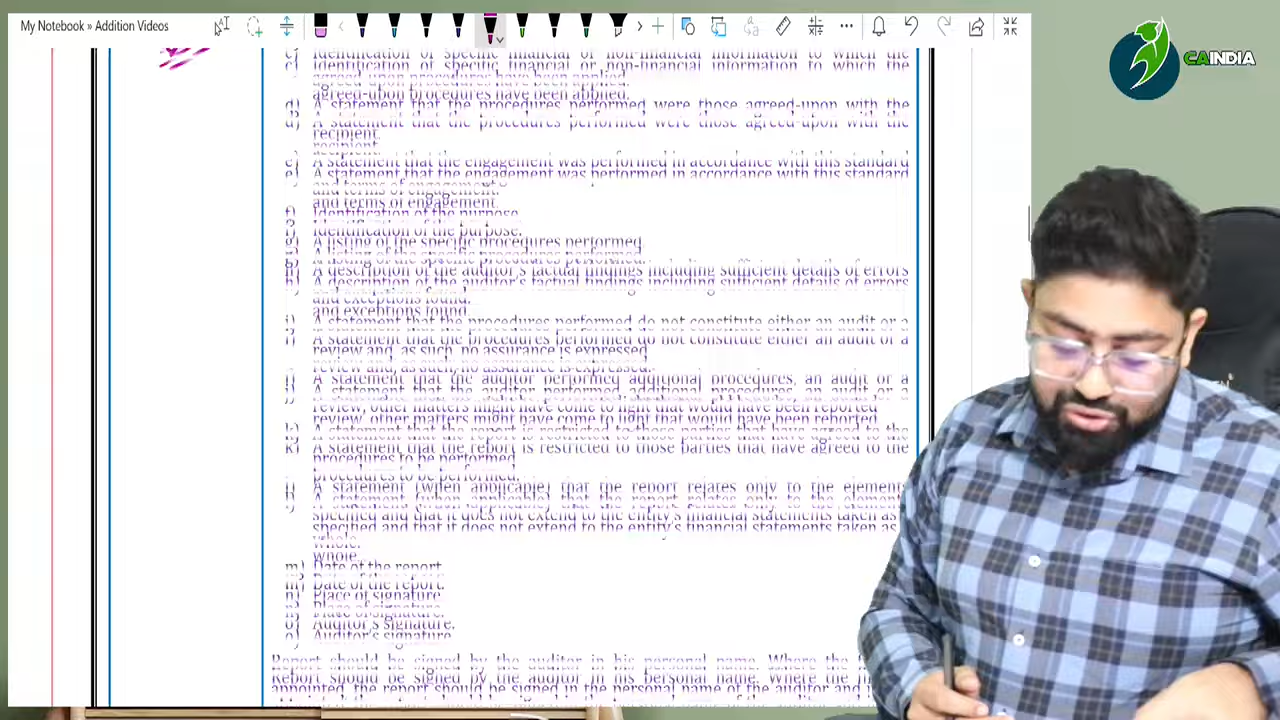 My Notebook » Addition Videos
CAINDIA
c) Identification of specific financial or non-financial information to which the
agreed-upon procedures have been applied.
d) A statement that the procedures performed were those agreed-upon with the
recipient.
e) A statement that the engagement was performed in accordance with this standard
and terms of engagement.
f) Identification of the purpose.
g) A listing of the specific procedures performed.
h) A description of the auditor's factual findings including sufficient details of errors
and exceptions found.
i) A statement that the procedures performed do not constitute either an audit or a
review and, as such, no assurance is expressed.
j) A statement that the auditor performed additional procedures, an audit or a
review, other matters might have come to light that would have been reported.
k) A statement that the report is restricted to those parties that have agreed to the
procedures to be performed.
l) A statement (when applicable) that the report relates only to the element
specified and that it does not extend to the entity's financial statements taken as
whole.
m) Date of the report.
n) Place of signature.
o) Auditor's signature.
Report should be signed by the auditor in his personal name. Where the
appointed, the report should be signed in the personal name of the auditor and